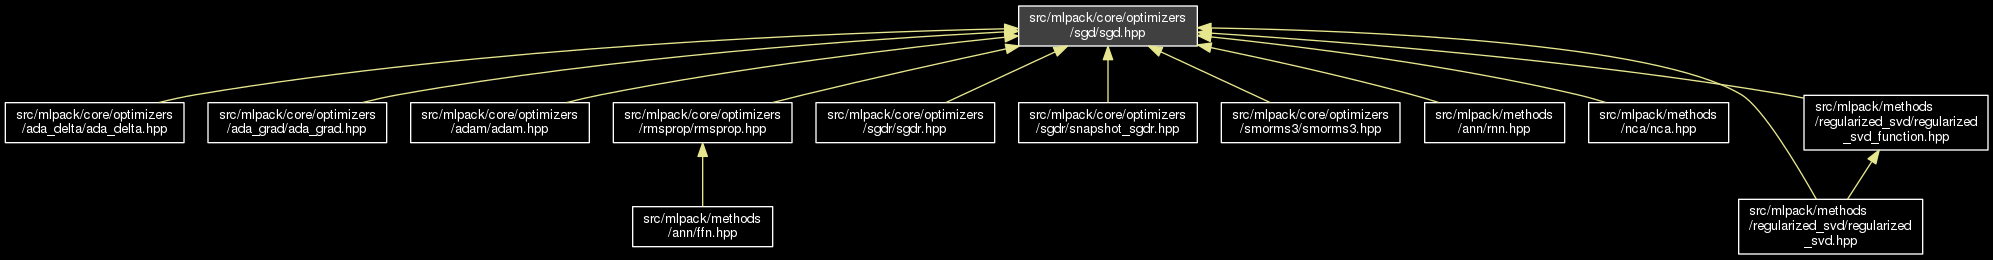 src/mlpack/core/optimizers
/sgd/sgd.hpp
src/mlpack/core/optimizers
/ada_delta/ada_delta.hpp
src/mlpack/core/optimizers
/ada_grad/ada_grad.hpp
src/mlpack/core/optimizers
/adam/adam.hpp
src/mlpack/core/optimizers
/rmsprop/rmsprop.hpp
src/mlpack/core/optimizers
/sgdr/sgdr.hpp
src/mlpack/core/optimizers
/sgdr/snapshot_sgdr.hpp
src/mlpack/core/optimizers
/smorms3/smorms3.hpp
src/mlpack/methods
/ann/rnn.hpp
src/mlpack/methods
/nca/nca.hpp
src/mlpack/methods
/regularized_svd/regularized
_svd_function.hpp
src/mlpack/methods
/ann/ffn.hpp
src/mlpack/methods
/regularized_svd/regularized
_svd.hpp